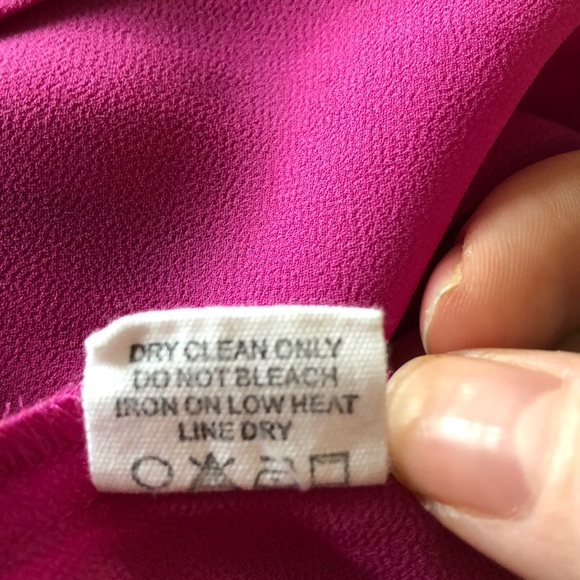 DRY CLEAN ONLY
DO NOT BLEACH
IRON ON LOW HEAT
LINE DRY